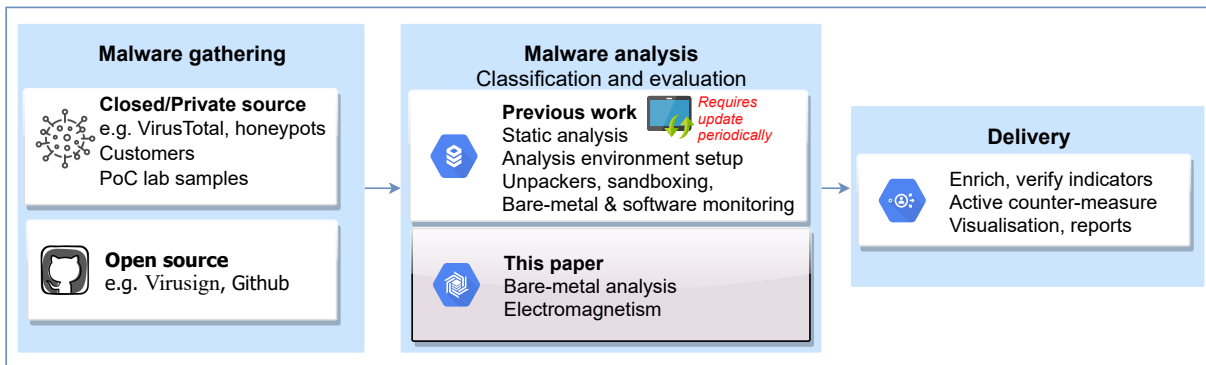 Malware gathering
Closed/Private source
e.g. VirusTotal, honeypots
Customers
PoC lab samples
Open source
e.g. Virusign, Github
Malware analysis
Classification and evaluation
Previous work
Static analysis
Analysis environment setup
Unpackers, sandboxing,
Bare-metal & software monitoring
Requires
update
periodically
This paper
Bare-metal analysis
Electromagnetism
Delivery
Enrich, verify indicators
Active counter-measure
Visualisation, reports